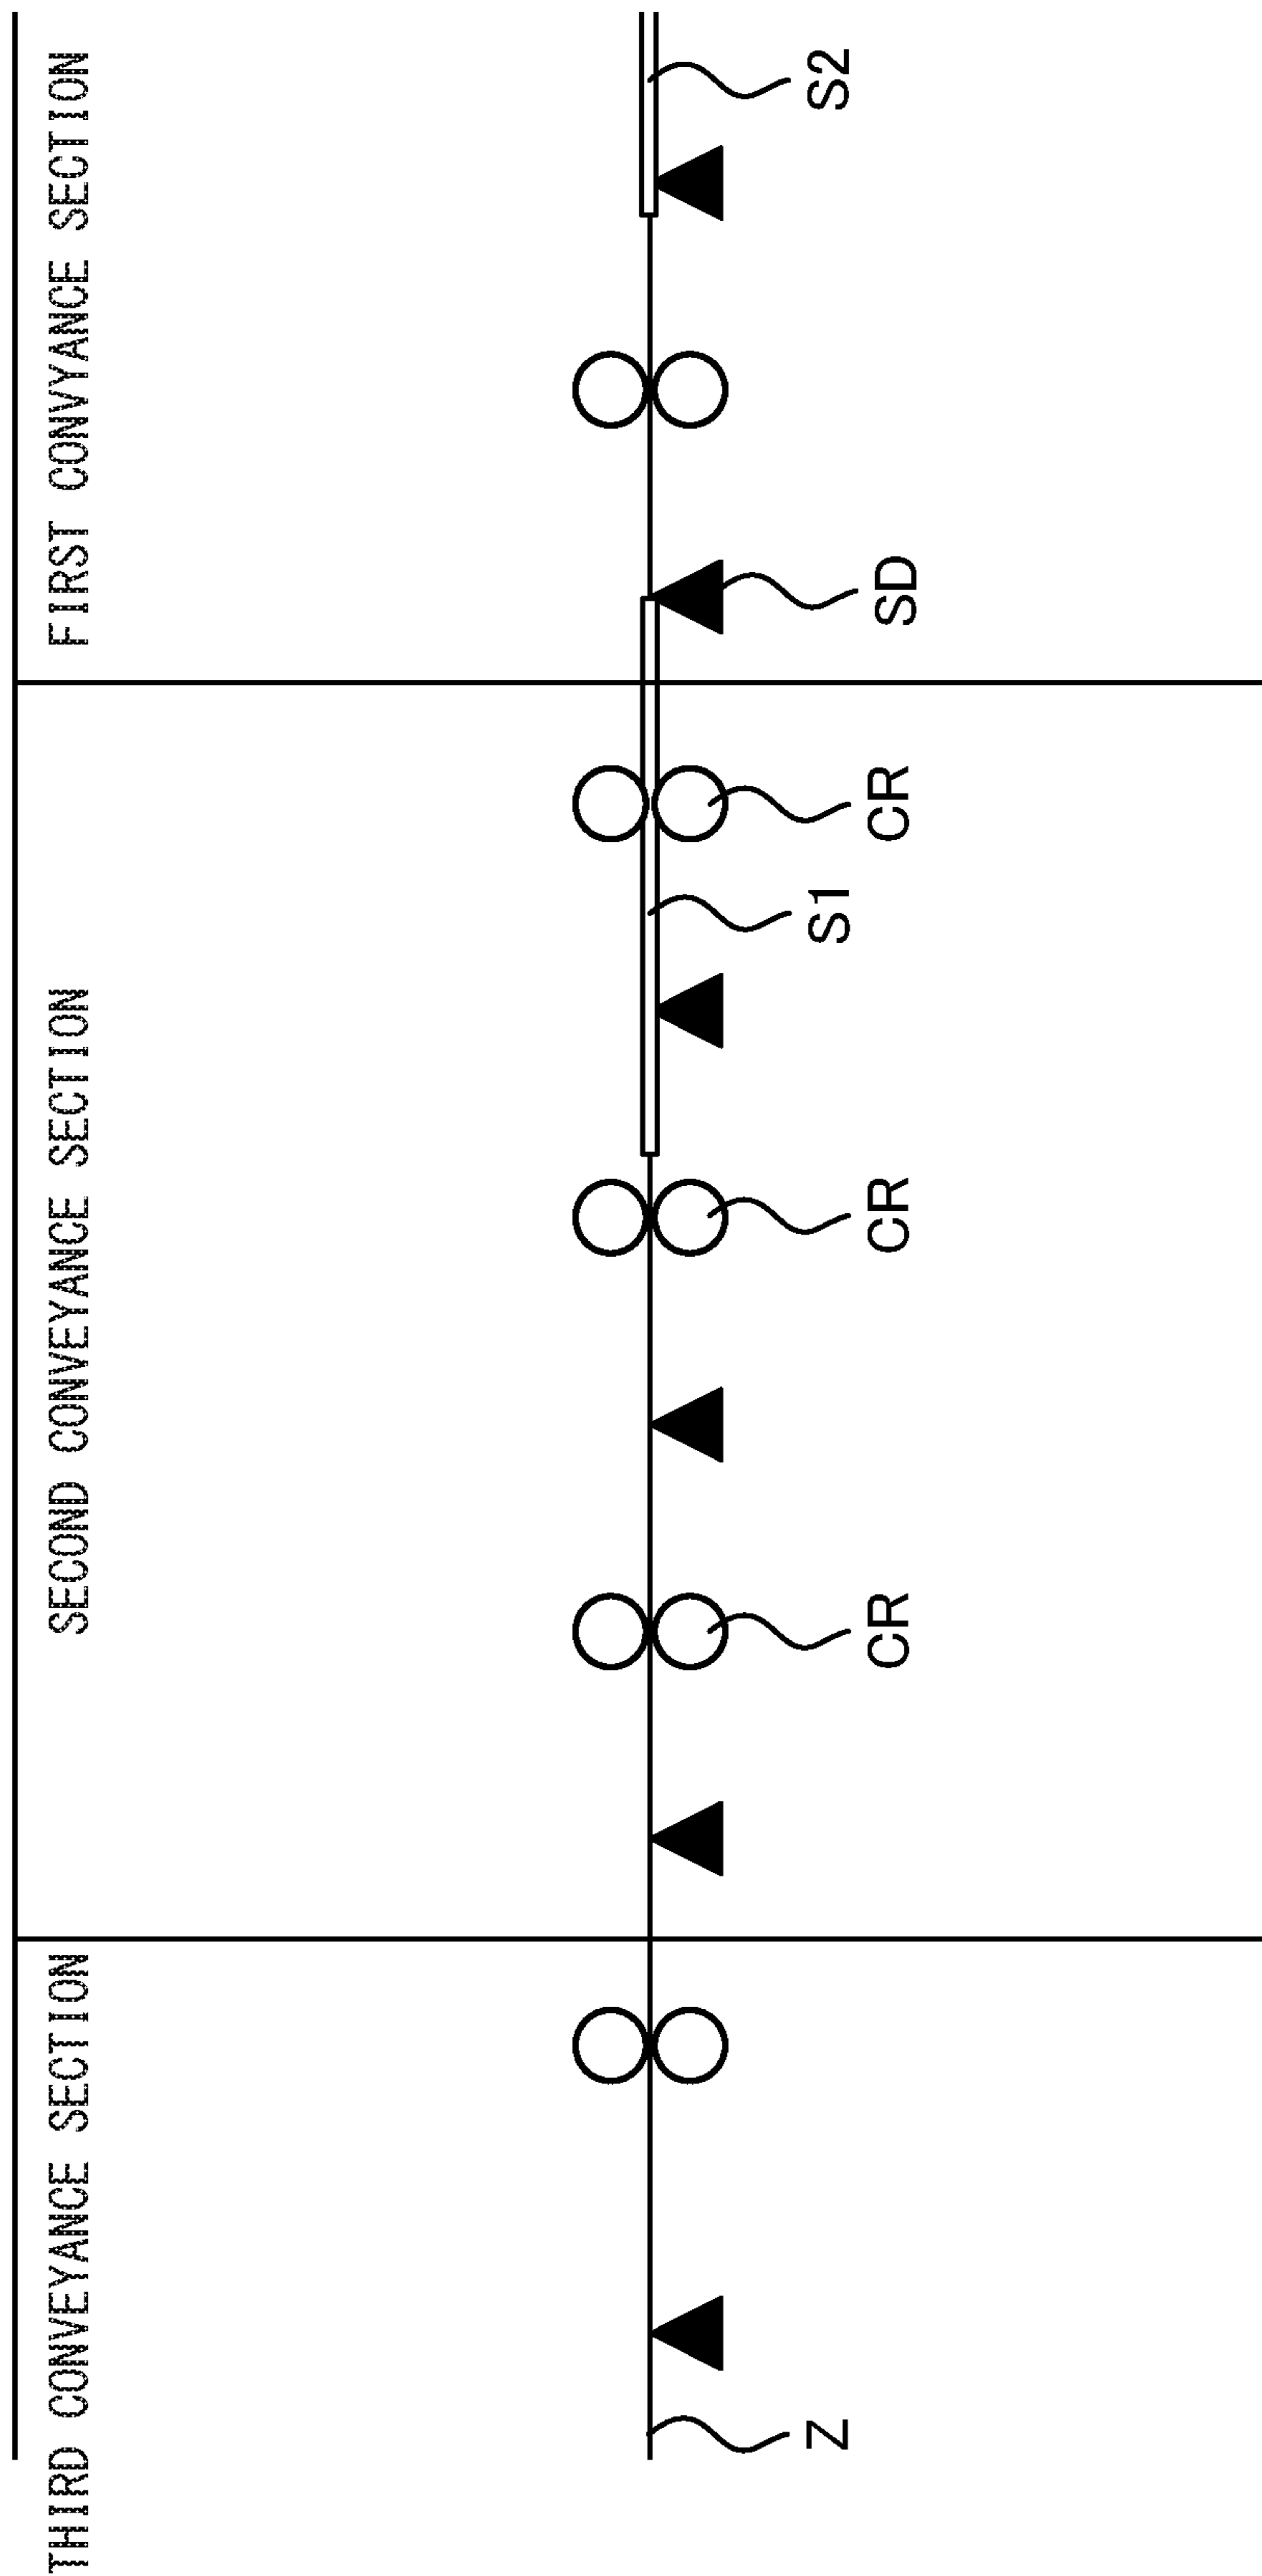 THIRD CONVEYANCE SECTION
SECOND CONVEYANCE SECTION
FIRST CONVYANCE SECTION
Z
CR
CR
S1
CR
SD
S2